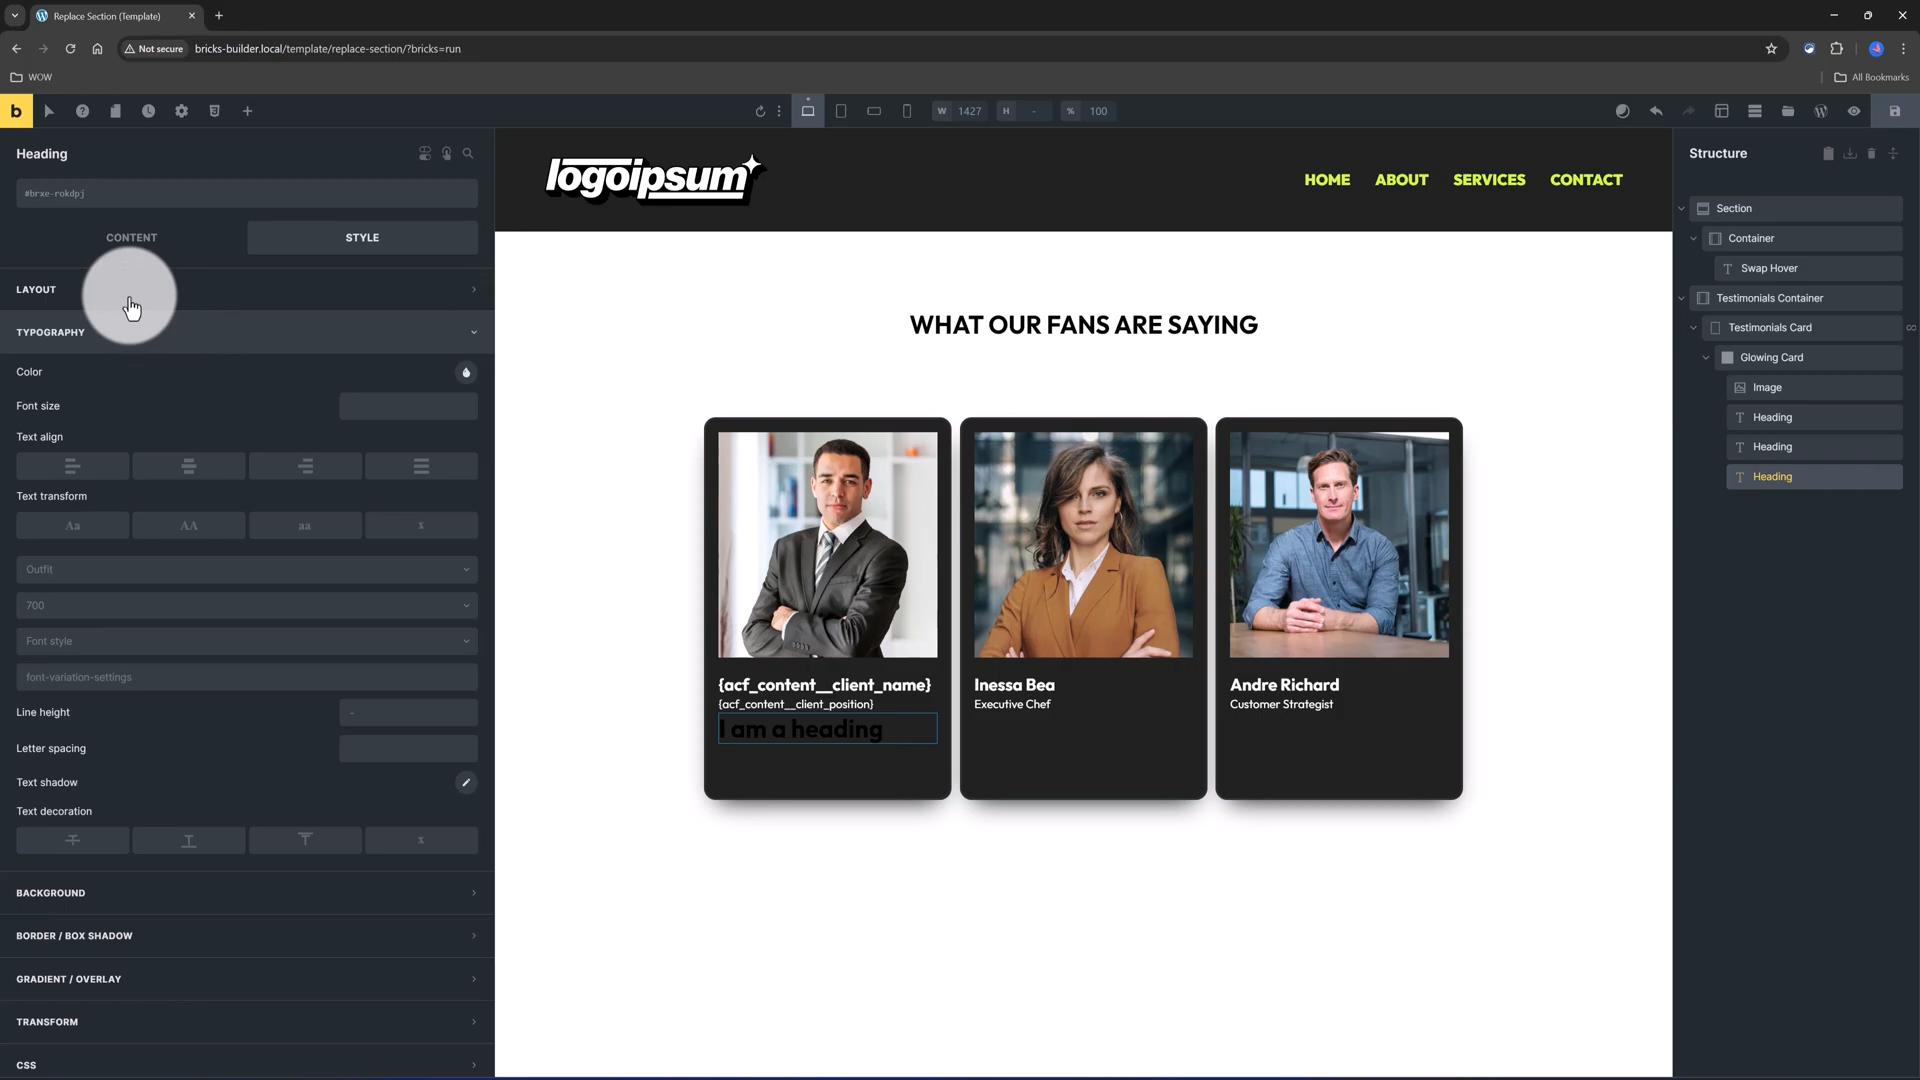 Replace Section (Template)
Not secure
bricks-builder.local/template/replace-section/?bricks=run
WOW
All Bookmarks
b
W 1427
H -
% 100
Heading
#brxe-rokdpj
CONTENT
STYLE
LAYOUT
TYPOGRAPHY
Color
Font size
Text align
Text transform
Aa
AA
aa
x
Outfit
700
Font style
font-variation-settings
Line height
-
Letter spacing
Text shadow
Text decoration
x
BACKGROUND
BORDER / BOX SHADOW
GRADIENT / OVERLAY
TRANSFORM
CSS
logoipsum
HOME
ABOUT
SERVICES
CONTACT
WHAT OUR FANS ARE SAYING
{acf_content__client_name}
{acf_content__client_position}
I am a heading
Inessa Bea
Executive Chef
Andre Richard
Customer Strategist
Structure
Section
Container
Swap Hover
Testimonials Container
Testimonials Card
Glowing Card
Image
Heading
Heading
Heading